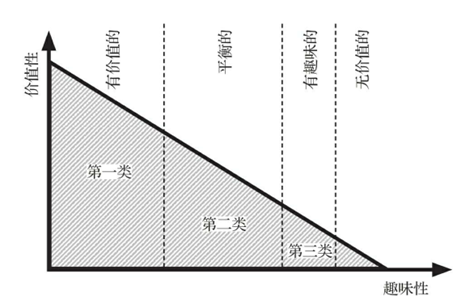 价值性
有价值的
平衡的
有趣味的
无价值的
第一类
第二类
第三类
趣味性